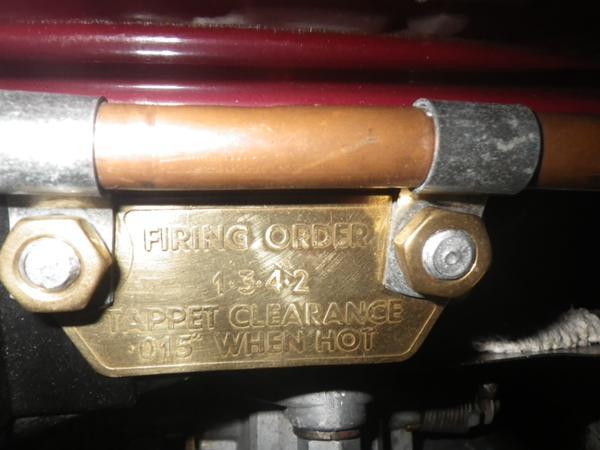 FIRING ORDER
1·3·4·2
TAPPET CLEARANCE
·015" WHEN HOT